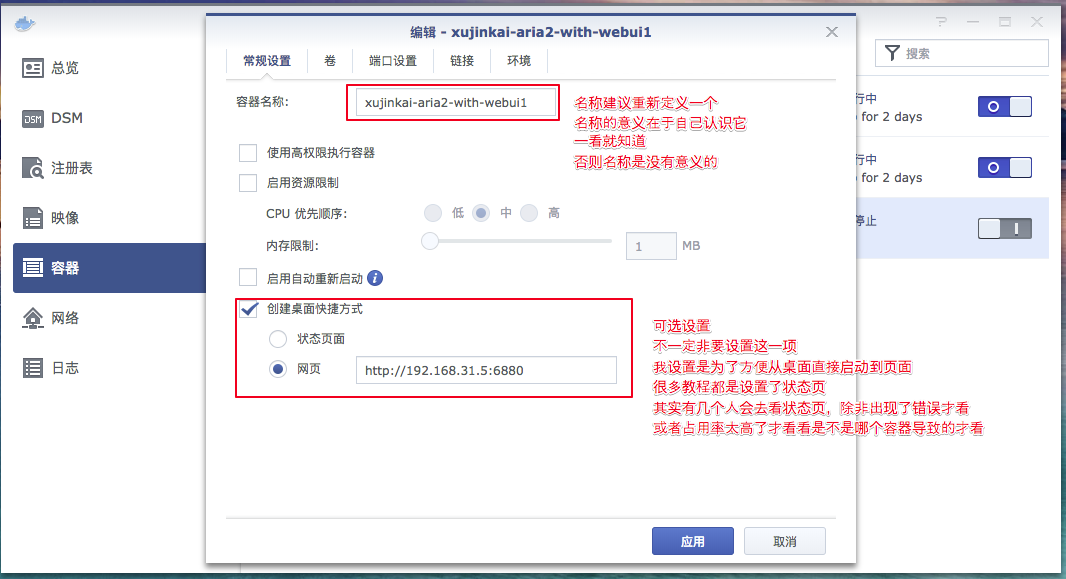 编辑 - xujinkai-aria2-with-webui1
搜索
总览
DSM
DSM
注册表
映像
容器
网络
日志
常规设置
卷
端口设置
链接
环境
容器名称:
xujinkai-aria2-with-webui1
名称建议重新定义一个
名称的意义在于自己认识它
一看就知道
否则名称是没有意义的
使用高权限执行容器
启用资源限制
CPU 优先顺序:
低
中
高
内存限制:
1
MB
启用自动重新启动
i
创建桌面快捷方式
状态页面
网页
http://192.168.31.5:6880
可选设置
不一定非要设置这一项
我设置是为了方便从桌面直接启动到页面
很多教程都是设置了状态页
其实有几个人会去看状态页，除非出现了错误才看
或者占用率太高了才看看是不是哪个容器导致的才看
行中
for 2 days
行中
for 2 days
停止
应用
取消